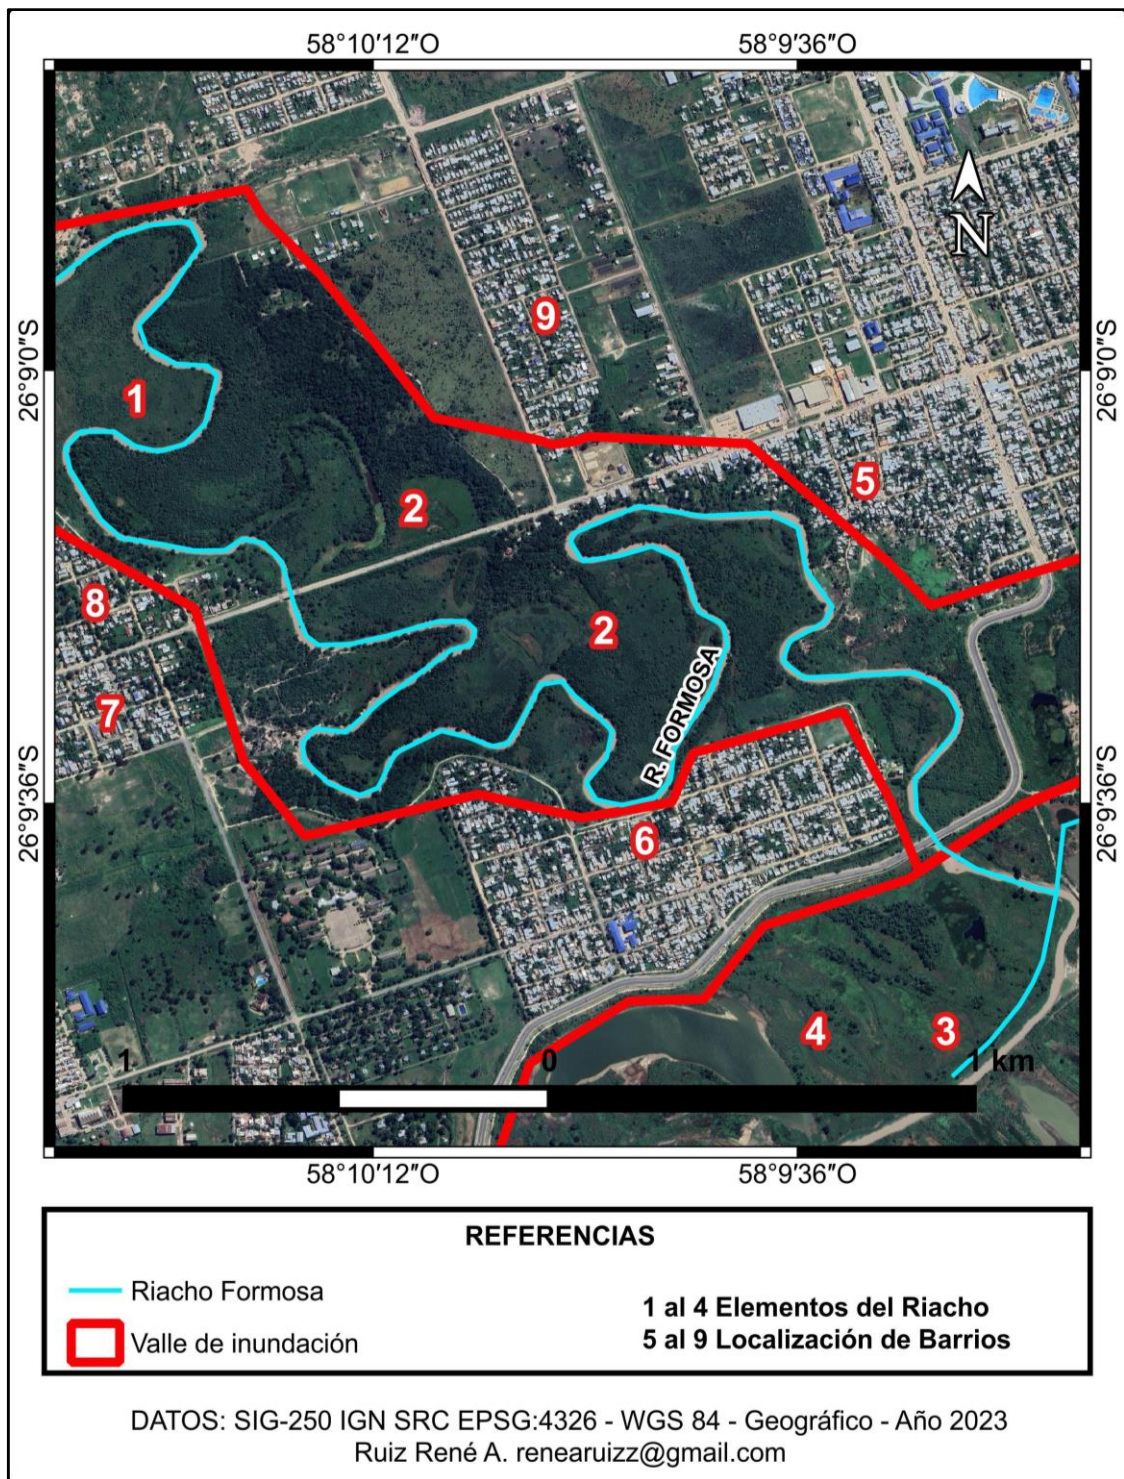 58°10′12″O 58°9′36″O
26°9′0″S 26°9′0″S
9
1
5
2
8
2
7
R. FORMOSA
26°9′36″S 26°9′36″S
6
4
3
N
1 0 1 km
58°10′12″O 58°9′36″O
REFERENCIAS
Riacho Formosa
Valle de inundación
1 al 4 Elementos del Riacho
5 al 9 Localización de Barrios
DATOS: SIG-250 IGN SRC EPSG:4326 - WGS 84 - Geográfico - Año 2023
Ruiz René A. renearuizz@gmail.com